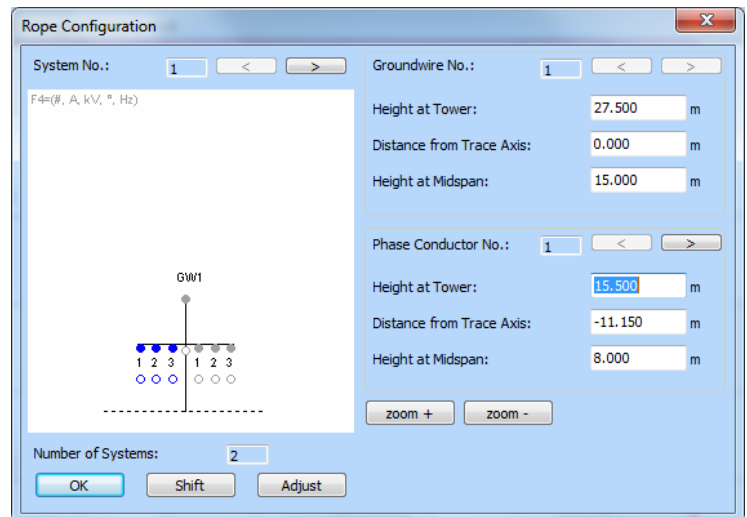 Rope Configuration
System No.: 1 < >
F4=(#, A, kV, °, Hz)
GW1
1 2 3 1 2 3
Number of Systems: 2
OK Shift Adjust
Groundwire No.: 1 < >
Height at Tower: 27.500 m
Distance from Trace Axis: 0.000 m
Height at Midspan: 15.000 m
Phase Conductor No.: 1 < >
Height at Tower: 15.500 m
Distance from Trace Axis: -11.150 m
Height at Midspan: 8.000 m
zoom + zoom -